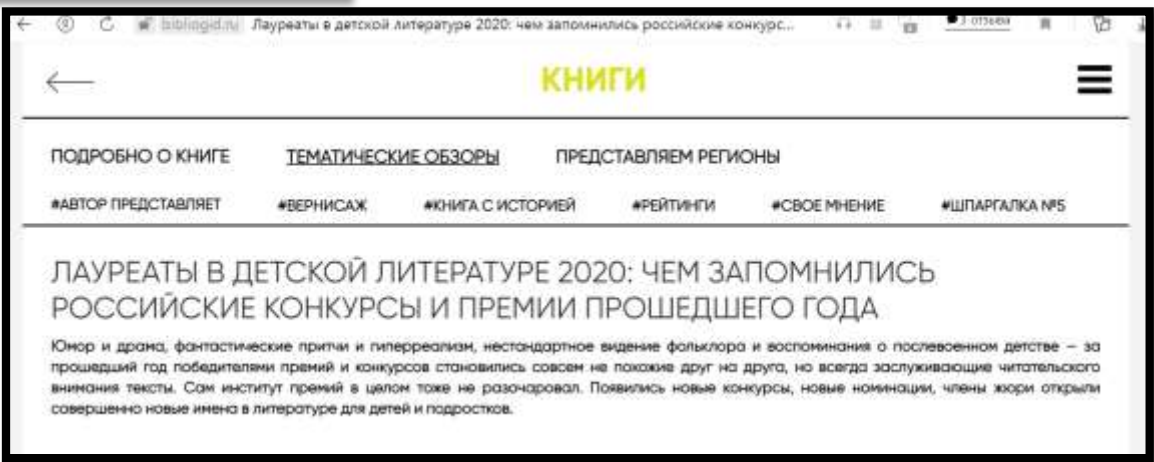 bibliogid.ru Лауреаты в детской литературе 2020: чем запомнились российские конкурс... 3 отзыва
КНИГИ
ПОДРОБНО О КНИГЕ ТЕМАТИЧЕСКИЕ ОБЗОРЫ ПРЕДСТАВЛЯЕМ РЕГИОНЫ
#АВТОР ПРЕДСТАВЛЯЕТ #ВЕРНИСАЖ #КНИГА С ИСТОРИЕЙ #РЕЙТИНГИ #СВОЕ МНЕНИЕ #ШПАРГАЛКА №5
ЛАУРЕАТЫ В ДЕТСКОЙ ЛИТЕРАТУРЕ 2020: ЧЕМ ЗАПОМНИЛИСЬ
РОССИЙСКИЕ КОНКУРСЫ И ПРЕМИИ ПРОШЕДШЕГО ГОДА
Юмор и драма, фантастические притчи и гиперреализм, нестандартное видение фольклора и воспоминания о послевоенном детстве – за
прошедший год победителями премий и конкурсов становились совсем не похожие друг на друга, но всегда заслуживающие читательского
внимания тексты. Сам институт премий в целом тоже не разочаровал. Появились новые конкурсы, новые номинации, члены жюри открыли
совершенно новые имена в литературе для детей и подростков.